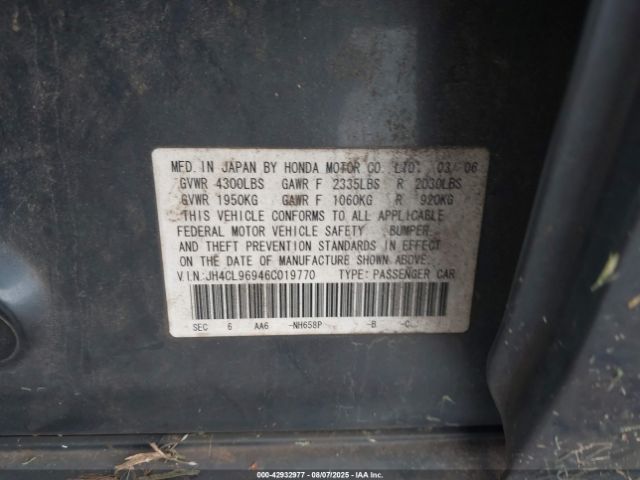 MFD. IN JAPAN BY HONDA MOTOR CO. LTD. 03/06
GVWR 4300LBS GAWR F 2335LBS R 2030LBS
GVWR 1950KG GAWR F 1060KG R 920KG
THIS VEHICLE CONFORMS TO ALL APPLICABLE
FEDERAL MOTOR VEHICLE SAFETY BUMPER
AND THEFT PREVENTION STANDARDS IN EFFECT
ON THE DATE OF MANUFACTURE SHOWN ABOVE.
V.I.N:JH4CL96946C019770 TYPE: PASSENGER CAR
SEC 6 AA6 -NH658P -B -C
000-42932977 - 08/07/2025 - IAA Inc.